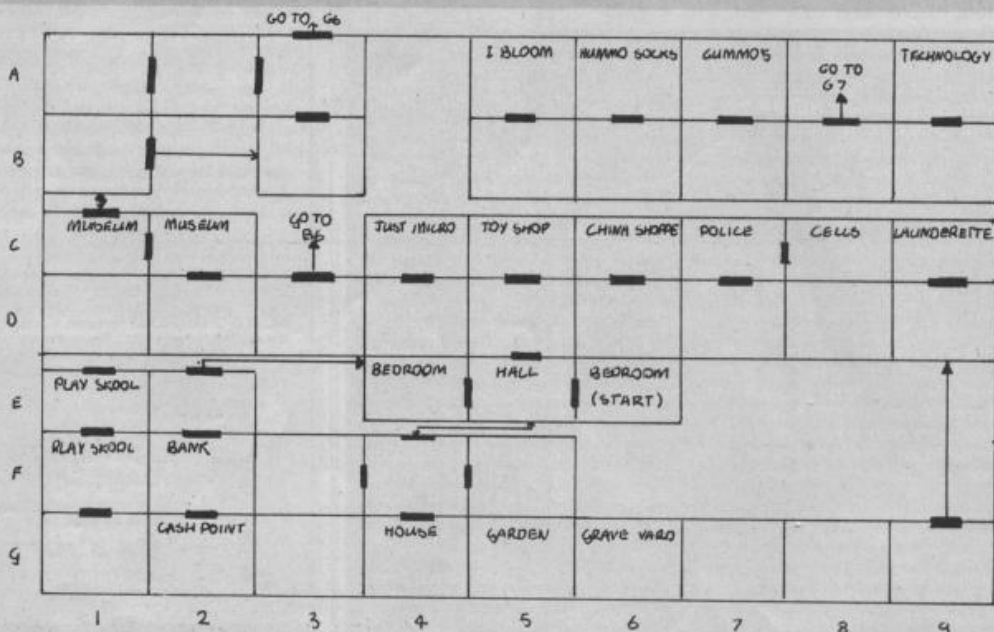 GO TO G6
A
I BLOOM
MUMMO SOCKS
GUMMO'S
GO TO
G7
TECHNOLOGY
B
C
MUSEUM
MUSEUM
GO TO
B6
JUST MICRO
TOY SHOP
CHINA SHOPPE
POLICE
CELLS
LAUNDERETTE
D
E
PLAY SKOOL
BEDROOM
HALL
BEDROOM
(START)
F
PLAY SKOOL
BANK
G
CASH POINT
HOUSE
GARDEN
GRAVE YARD
1 2 3 4 5 6 7 8 9